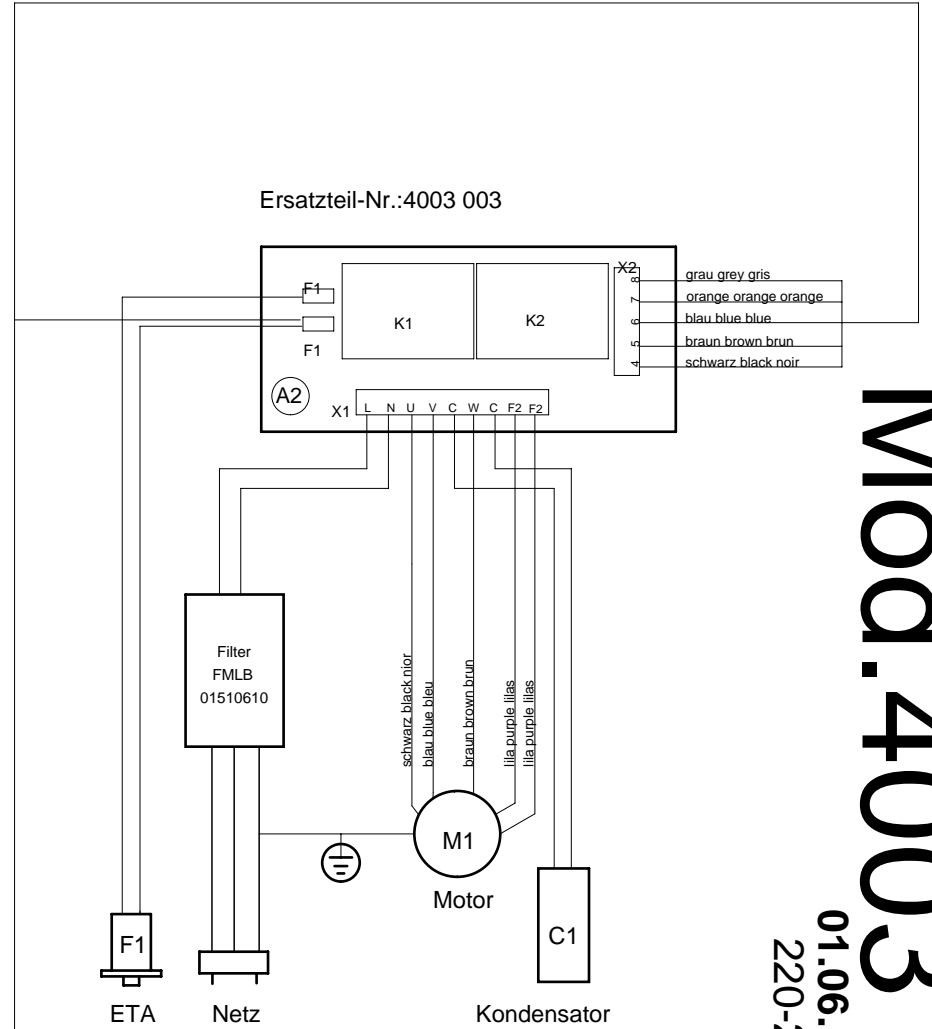 Ersatzteil-Nr.:4003 003
F1
F1
K1
K2
X2
8
7
6
5
4
grau grey gris
orange orange orange
blau blue blue
braun brown brun
schwarz black noir
A2
X1
L N U V C W C F2 F2
Filter
FMLB
01510610
schwarz black nior
blau blue bleu
braun brown brun
lila purple lilas
lila purple lilas
M1
Motor
F1
ETA
Netz
C1
Kondensator
Mod.4003
01.06.
220-